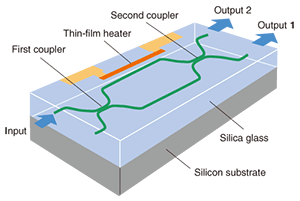 Second coupler
Output 2
Thin-film heater
Output 1
First coupler
Input
Silica glass
Silicon substrate